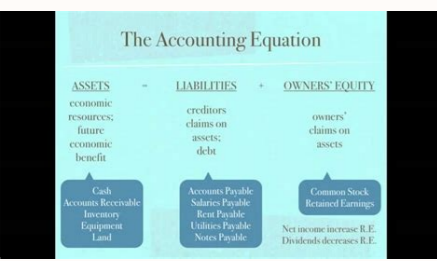 The Accounting Equation
ASSETS = LIABILITIES + OWNERS' EQUITY
economic
resources;
future
economic
benefit
creditors
claims on
assets;
debt
owners'
claims on
assets
Cash
Accounts Receivable
Inventory
Equipment
Land
Accounts Payable
Salaries Payable
Rent Payable
Utilities Payable
Notes Payable
Common Stock
Retained Earnings
Net income increase R.E.
Dividends decreases R.E.